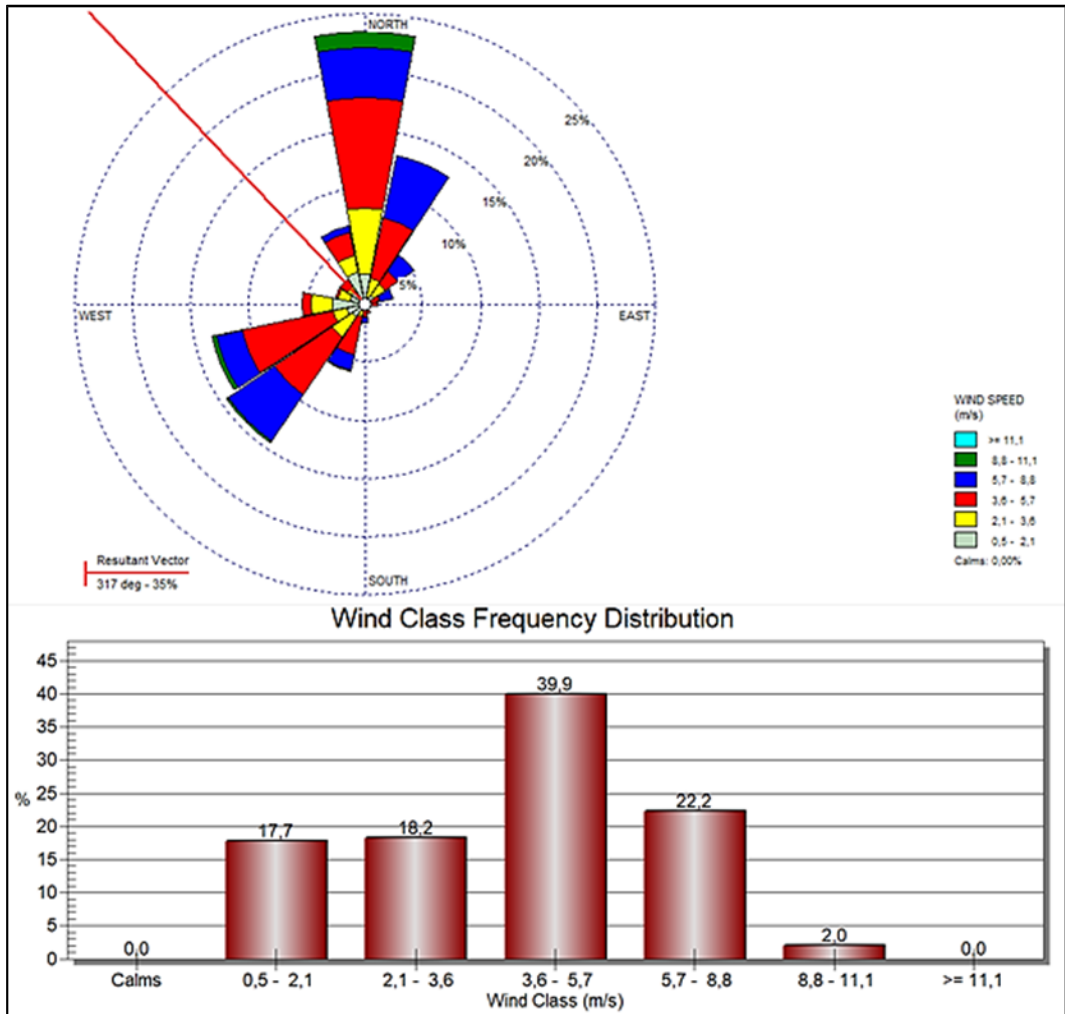 NORTH
25%
20%
15%
10%
5%
WEST
EAST
WIND SPEED
(m/s)
>= 11,1
8,8 - 11,1
5,7 - 8,8
3,6 - 5,7
2,1 - 3,6
0,5 - 2,1
Calms: 0,00%
Resultant Vector
317 deg - 35%
SOUTH
Wind Class Frequency Distribution
45
40
35
30
25
20
15
10
5
0
%
0,0
17,7
18,2
39,9
22,2
2,0
0,0
Calms
0,5 - 2,1
2,1 - 3,6
3,6 - 5,7
5,7 - 8,8
8,8 - 11,1
>= 11,1
Wind Class (m/s)